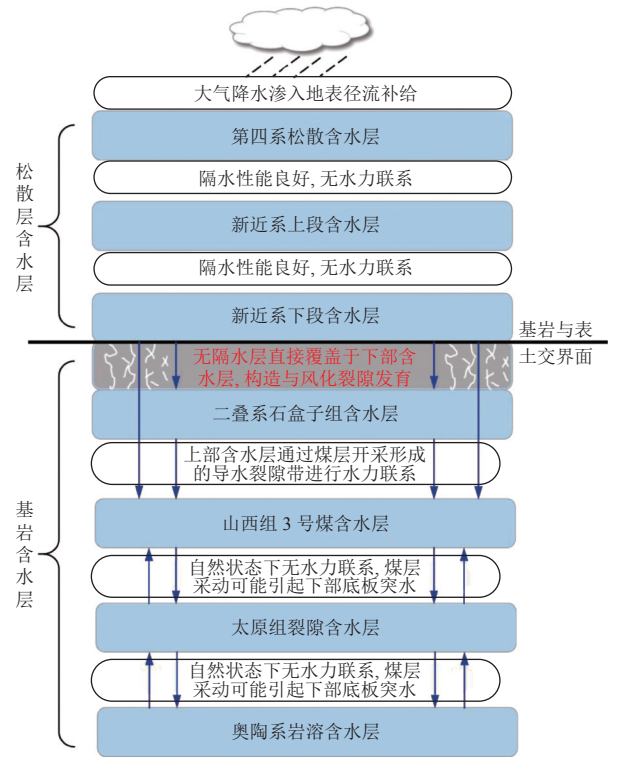 大气降水渗入地表径流补给
第四系松散含水层
隔水性能良好, 无水力联系
新近系上段含水层
隔水性能良好, 无水力联系
新近系下段含水层
松散层含水层
基岩与表
土交界面
无隔水层直接覆盖于下部含
水层, 构造与风化裂隙发育
二叠系石盒子组含水层
上部含水层通过煤层开采形成
的导水裂隙带进行水力联系
山西组 3 号煤含水层
自然状态下无水力联系, 煤层
采动可能引起下部底板突水
太原组裂隙含水层
自然状态下无水力联系, 煤层
采动可能引起下部底板突水
奥陶系岩溶含水层
基岩含水层